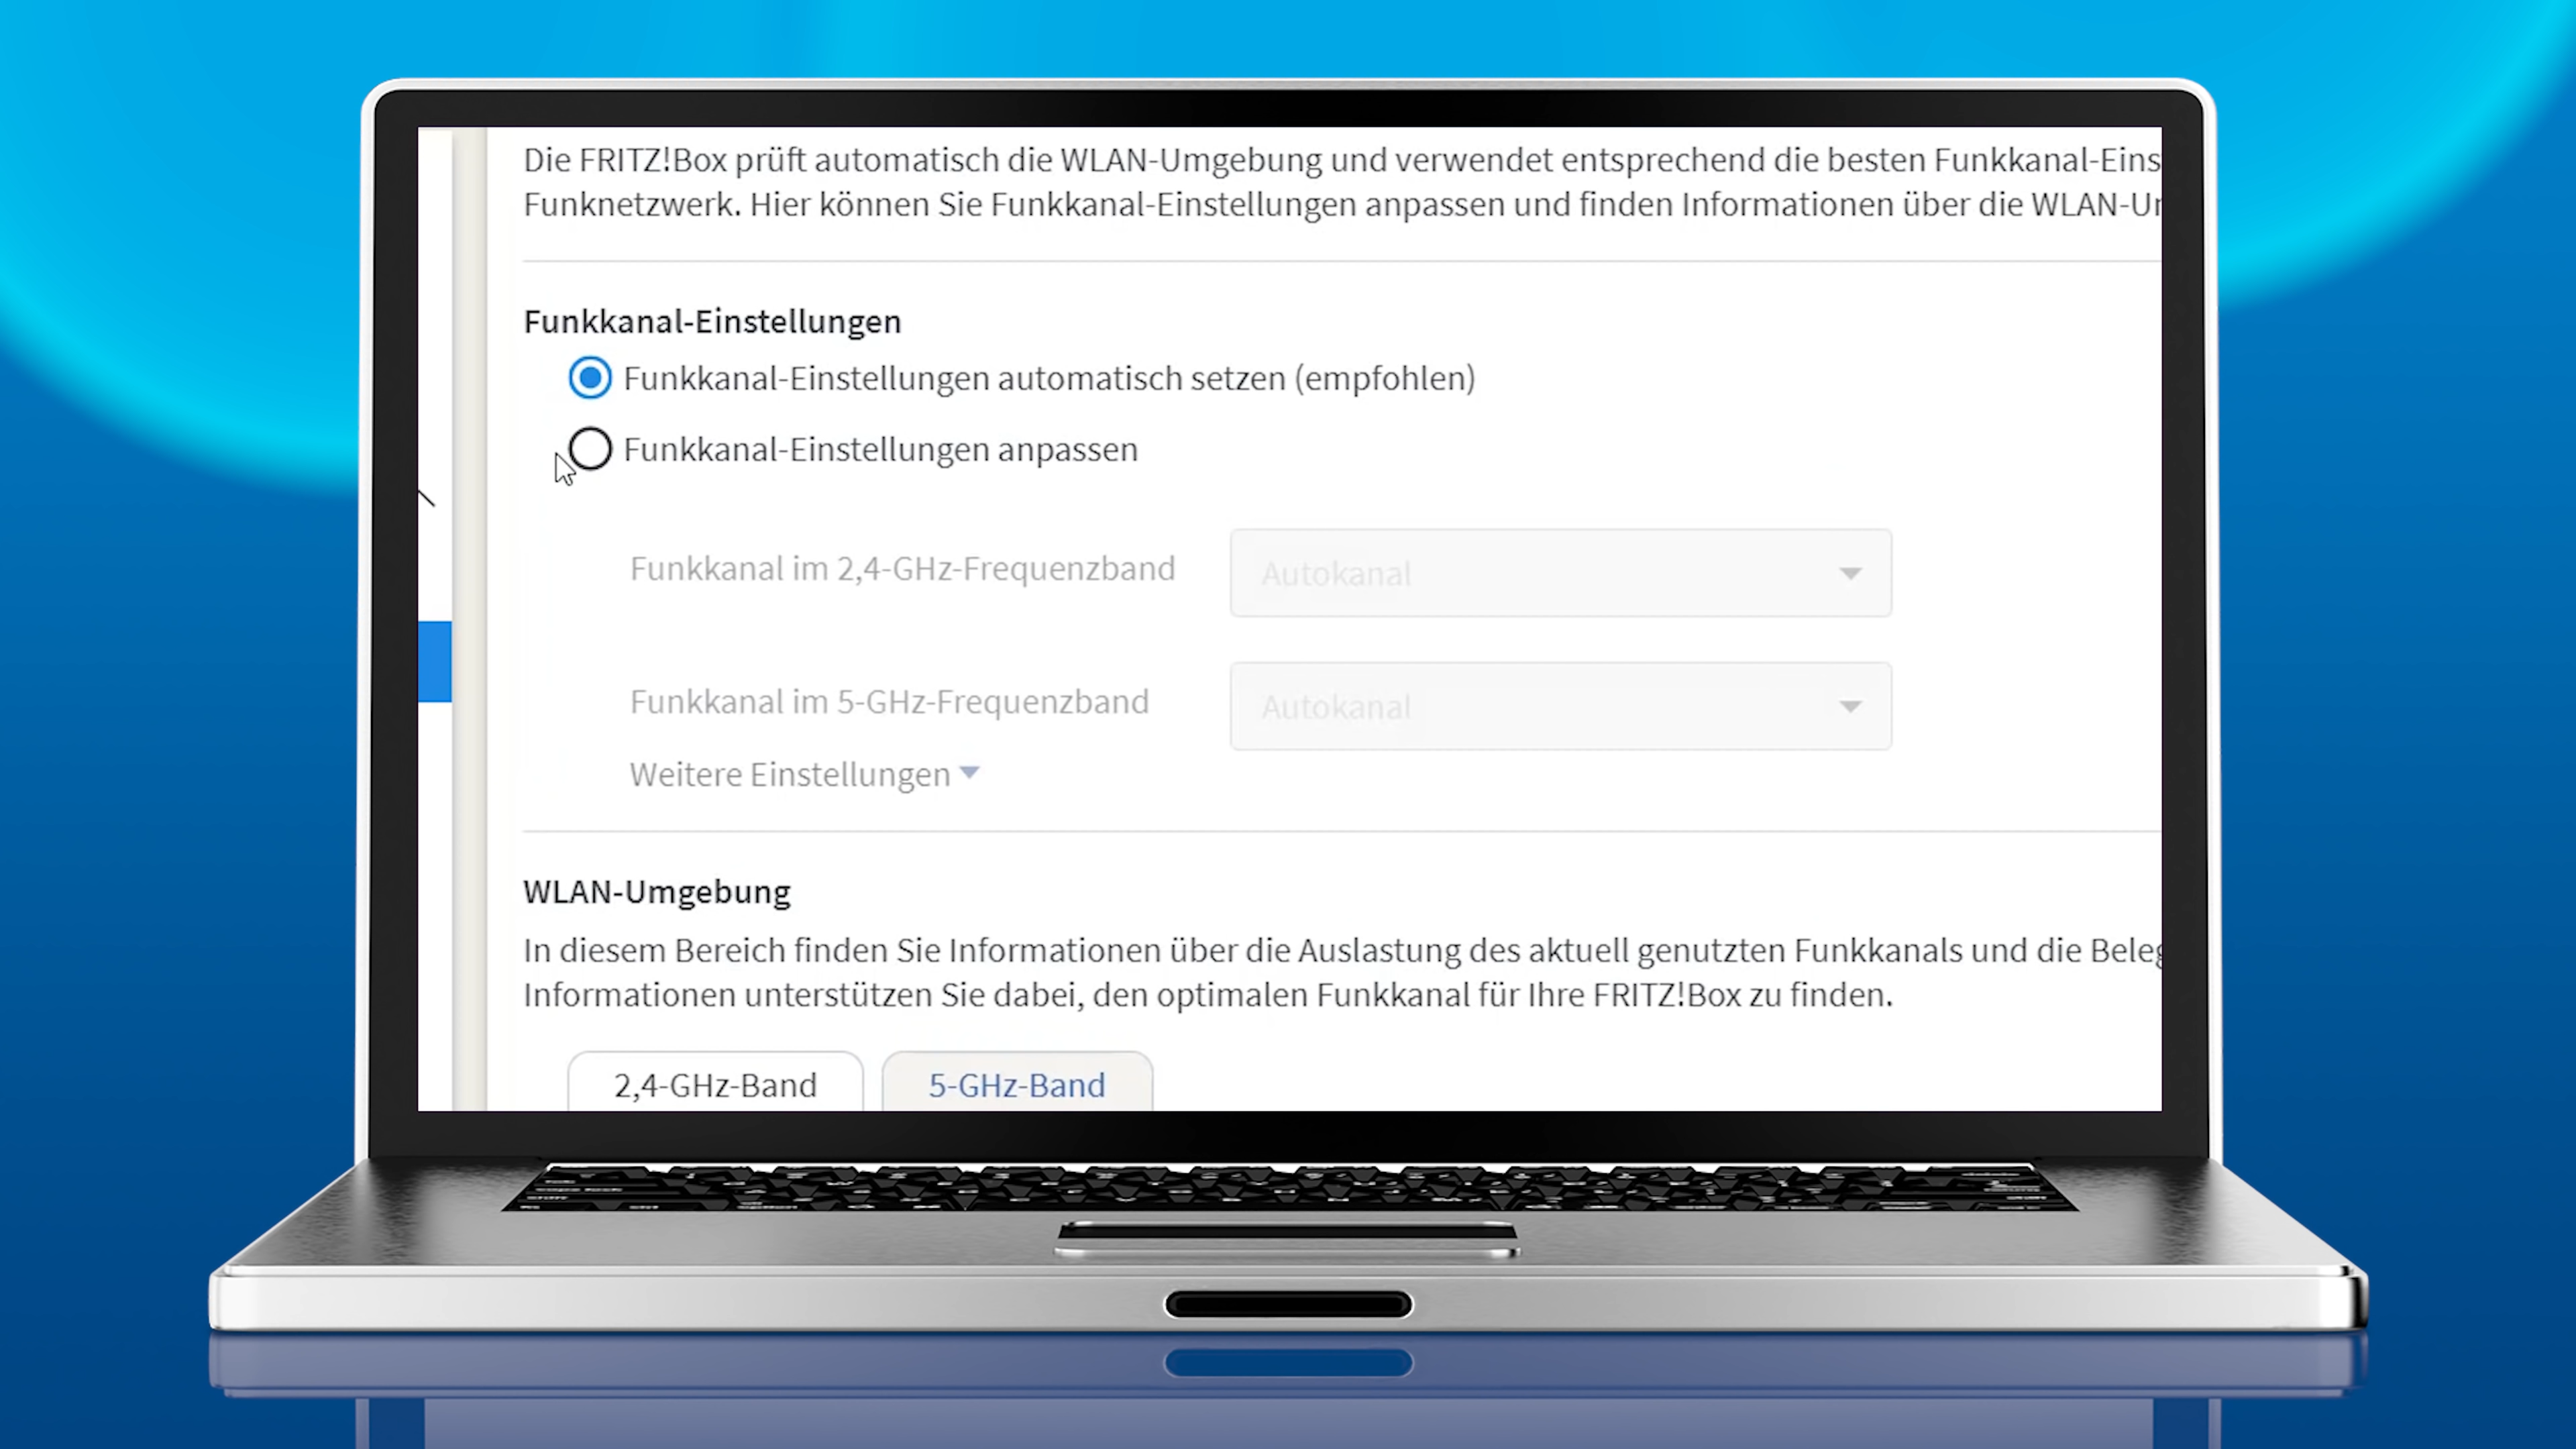 Die FRITZ!Box prüft automatisch die WLAN-Umgebung und verwendet entsprechend die besten Funkkanal-Eins
Funknetzwerk. Hier können Sie Funkkanal-Einstellungen anpassen und finden Informationen über die
Funkkanal-Einstellungen
Funkkanal-Einstellungen automatisch setzen (empfohlen)
Funkkanal-Einstellungen anpassen
Funkkanal im 2,4-GHz-Frequenzband
Autokanal
Funkkanal im 5-GHz-Frequenzband
Autokanal
Weitere Einstellungen
WLAN-Umgebung
In diesem Bereich finden Sie Informationen über die Auslastung des aktuell genutzten Funkkanals und die
Informationen unterstützen Sie dabei, den optimalen Funkkanal für Ihre FRITZ!Box zu finden.
2,4-GHz-Band
5-GHz-Band